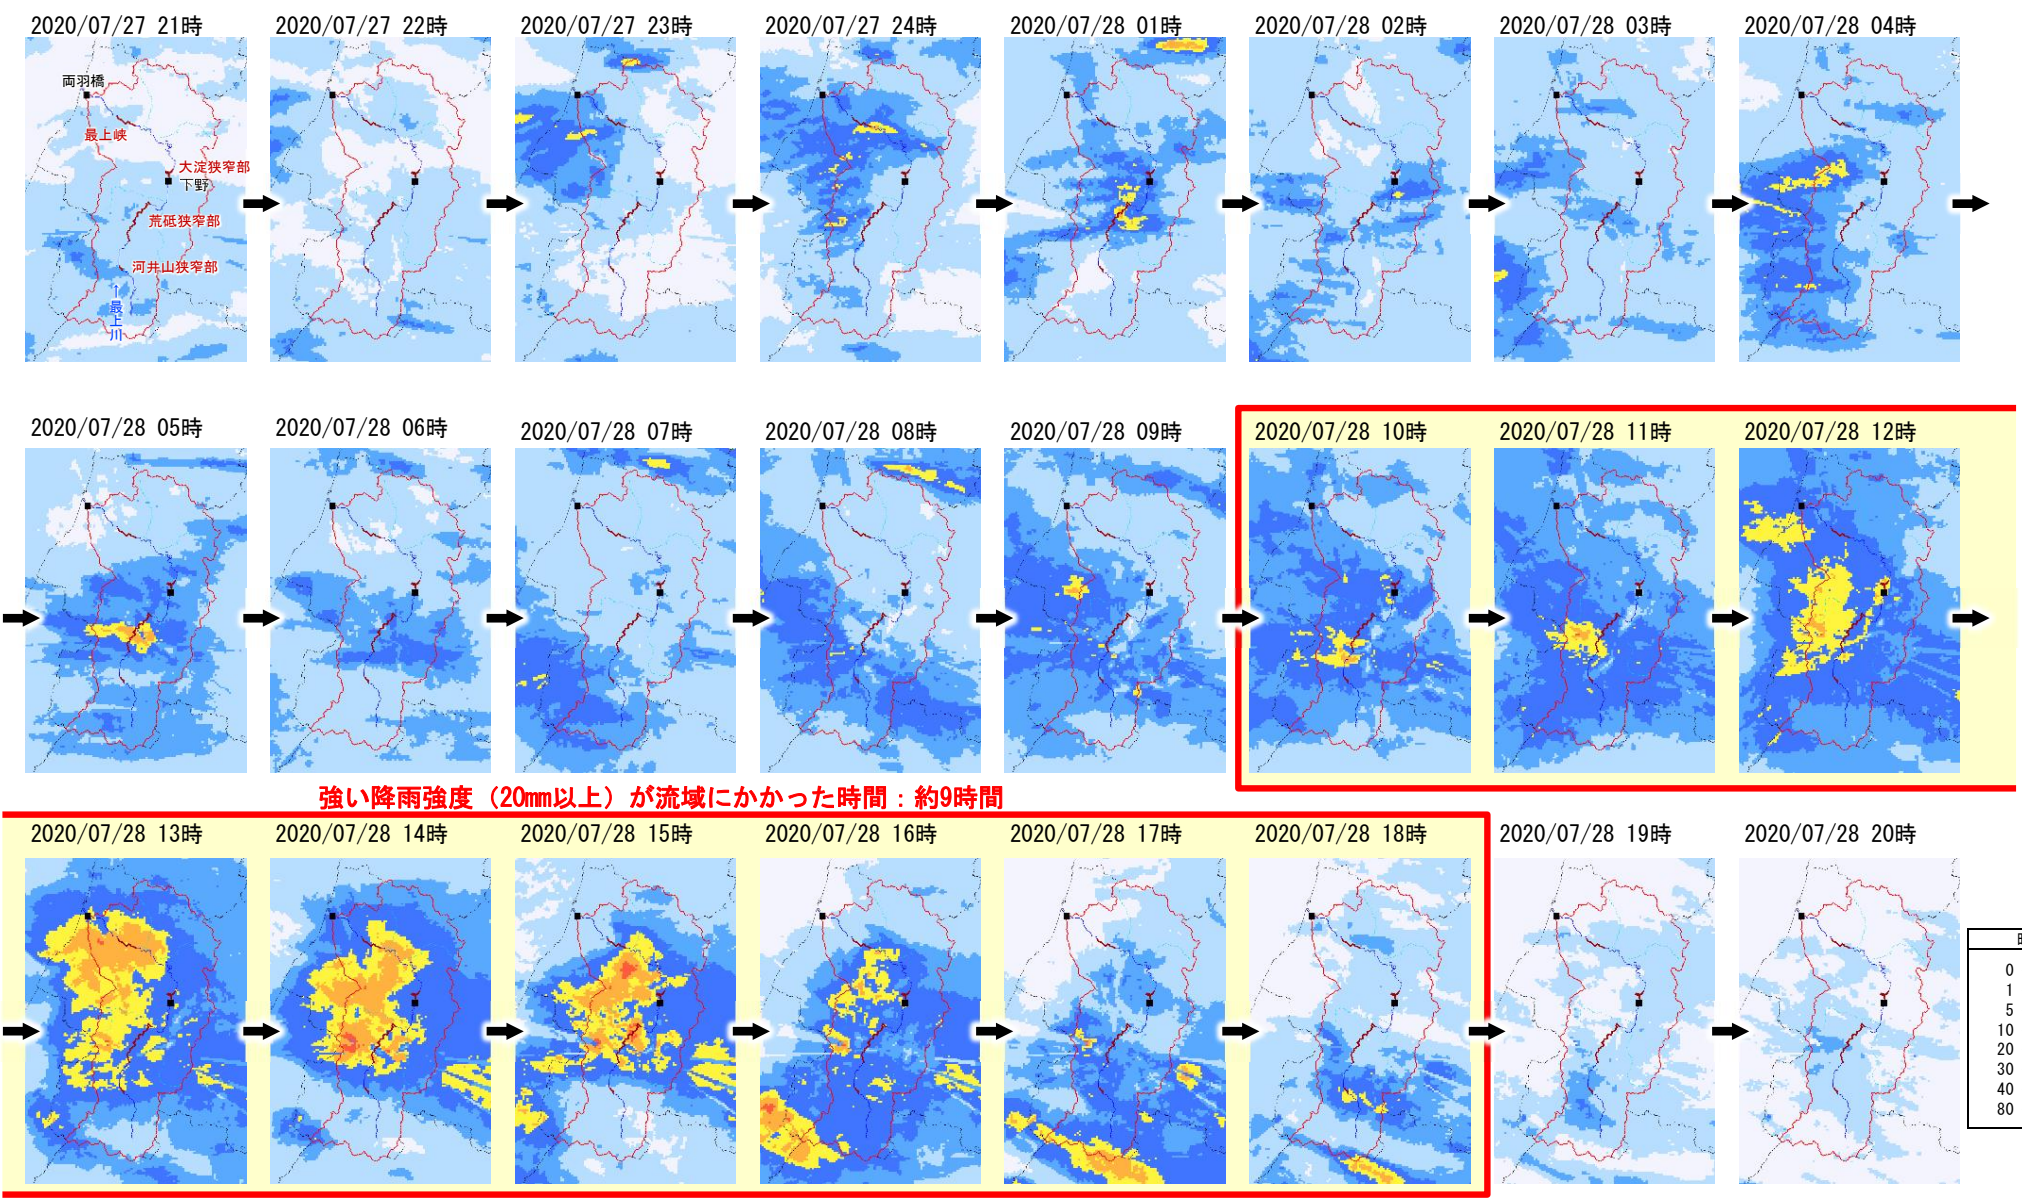 2020/07/27 21時
2020/07/27 22時
2020/07/27 23時
2020/07/27 24時
2020/07/28 01時
2020/07/28 02時
2020/07/28 03時
2020/07/28 04時
両羽橋
最上峡
大淀狭窄部
下野
荒砥狭窄部
河井山狭窄部
←最上川
2020/07/28 05時
2020/07/28 06時
2020/07/28 07時
2020/07/28 08時
2020/07/28 09時
2020/07/28 10時
2020/07/28 11時
2020/07/28 12時
強い降雨強度（20mm以上）が流域にかかった時間：約9時間
2020/07/28 13時
2020/07/28 14時
2020/07/28 15時
2020/07/28 16時
2020/07/28 17時
2020/07/28 18時
2020/07/28 19時
2020/07/28 20時
0
1
5
10
20
30
40
80